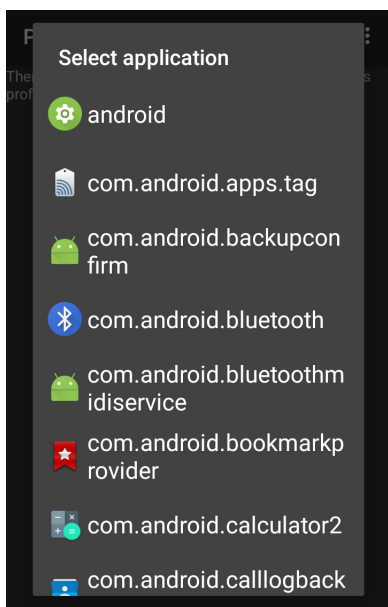 Select application
android
com.android.apps.tag
com.android.backupcon
firm
com.android.bluetooth
com.android.bluetoothm
idiservice
com.android.bookmarkp
rovider
com.android.calculator2
com.android.calllogback